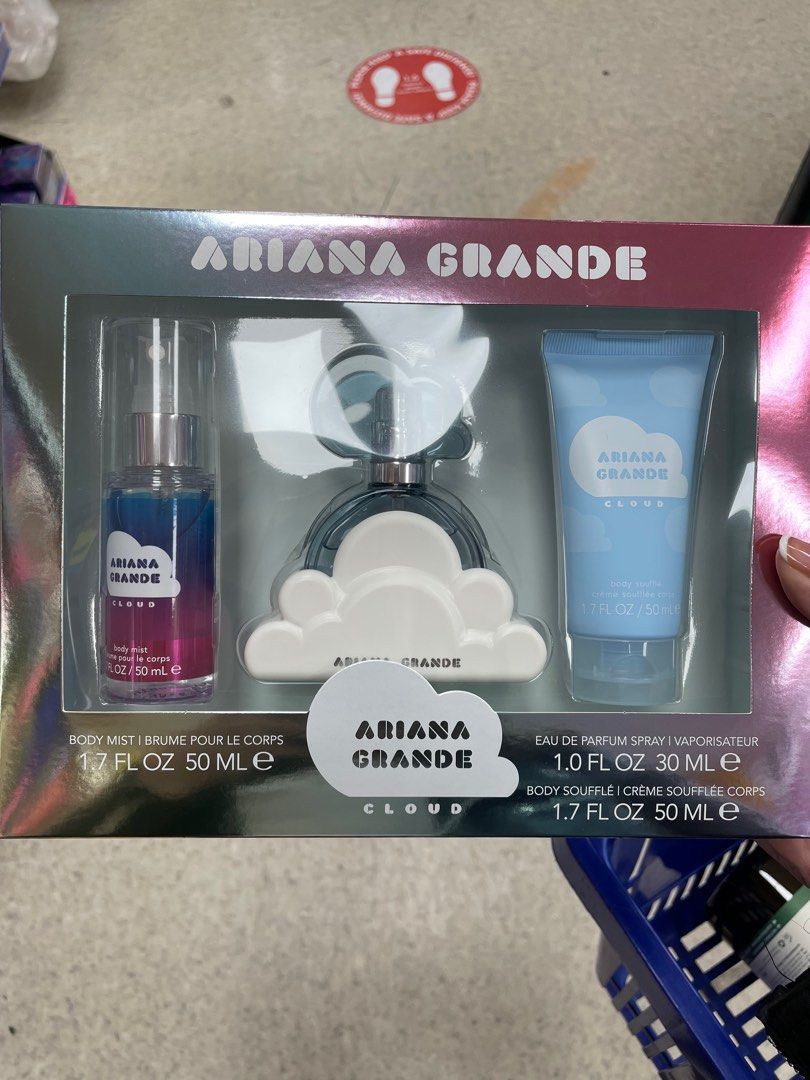 ARIANA GRANDE
ARIANA
GRANDE
CLOUD
body mist
pour le corps
FL OZ / 50 mL e
ARIANA GRANDE
ARIANA
GRANDE
CLOUD
body soufflé
crème soufflée corps
1.7 FL OZ / 50 mL e
BODY MIST | BRUME POUR LE CORPS
1.7 FL OZ 50 ML e
ARIANA
GRANDE
CLOUD
EAU DE PARFUM SPRAY | VAPORISATEUR
1.0 FL OZ 30 ML e
BODY SOUFFLÉ | CRÈME SOUFFLÉE CORPS
1.7 FL OZ 50 ML e